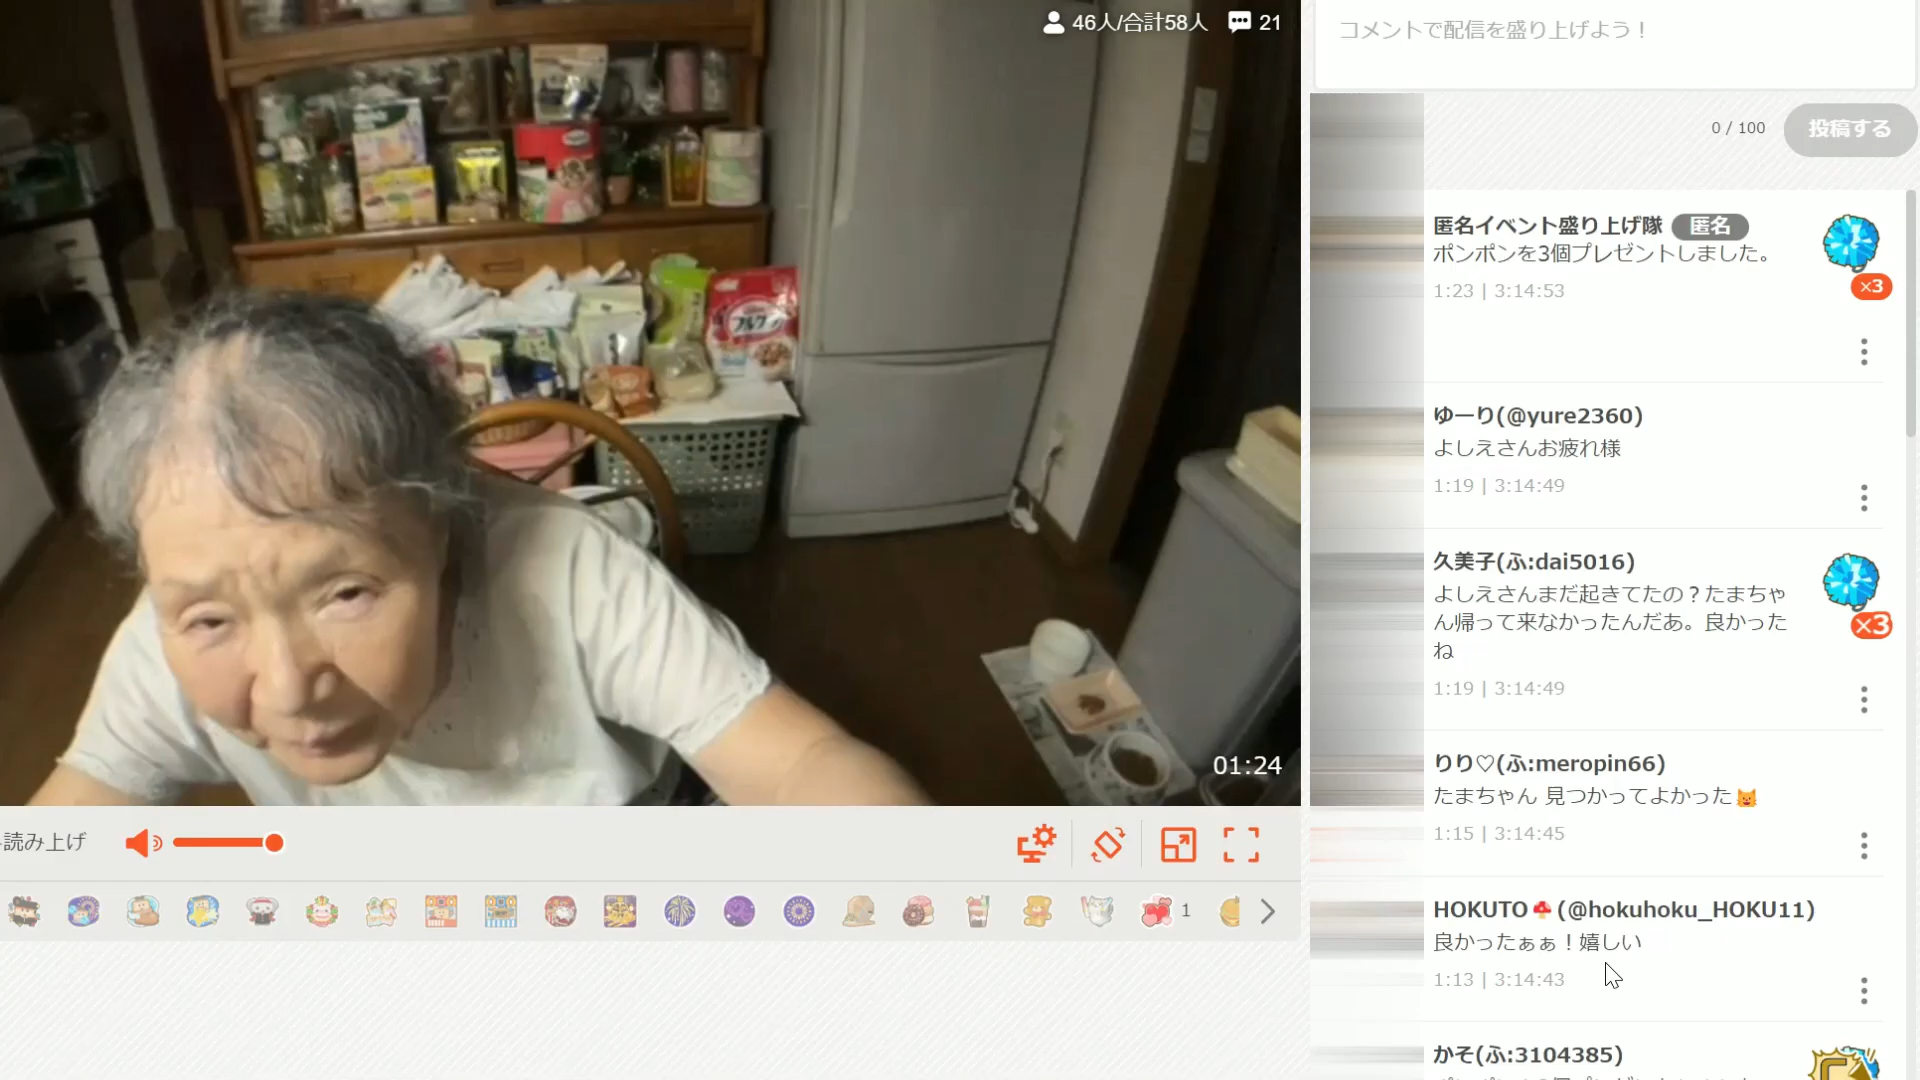 46人/合計58人 21
フルグラ
01:24
読み上げ
1
コメントで配信を盛り上げよう！
0 / 100 投稿する
匿名イベント盛り上げ隊 匿名
ポンポンを3個プレゼントしました。
×3
1:23 | 3:14:53
ゆーり(@yure2360)
よしえさんお疲れ様
1:19 | 3:14:49
久美子(ふ:dai5016)
よしえさんまだ起きてたの？たまちゃ
ん帰って来なかったんだあ。良かった
ね
×3
1:19 | 3:14:49
りり♡(ふ:meropin66)
たまちゃん 見つかってよかった😸
1:15 | 3:14:45
HOKUTO🍄(@hokuhoku_HOKU11)
良かったぁぁ！嬉しい
1:13 | 3:14:43
かそ(ふ:3104385)